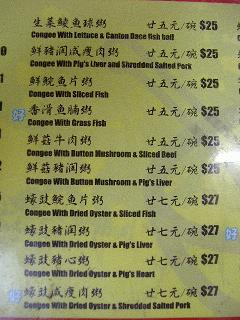 生菜鯪魚球粥 廿五元/碗 $25
Congee With Lettuce & Canton Dace fish ball
鮮豬潤咸瘦肉粥 廿五元/碗 $25
Congee With Pig's Liver and Shredded Salted Pork
鮮鯇魚片粥 廿五元/碗 $25
Congee With Sliced Fish
香滑魚腩粥 廿五元/碗 $25
Congee With Grass Fish
鮮菇牛肉粥 廿五元/碗 $25
Congee With Button Mushroom & Sliced Beef
鮮菇豬潤粥 廿五元/碗 $25
Congee With Button Mushroom & Pig's Liver
蠔豉鯇魚片粥 廿七元/碗 $27
Congee With Dried Oyster & Sliced Fish
蠔豉豬潤粥 廿七元/碗 $27
Congee With Dried Oyster & Pig's Liver
蠔豉豬心粥 廿七元/碗 $27
Congee With Dried Oyster & Pig's Heart
蠔豉咸瘦肉粥 廿七元/碗 $27
Congee With Dried Oyster & Shredded Salted Pork